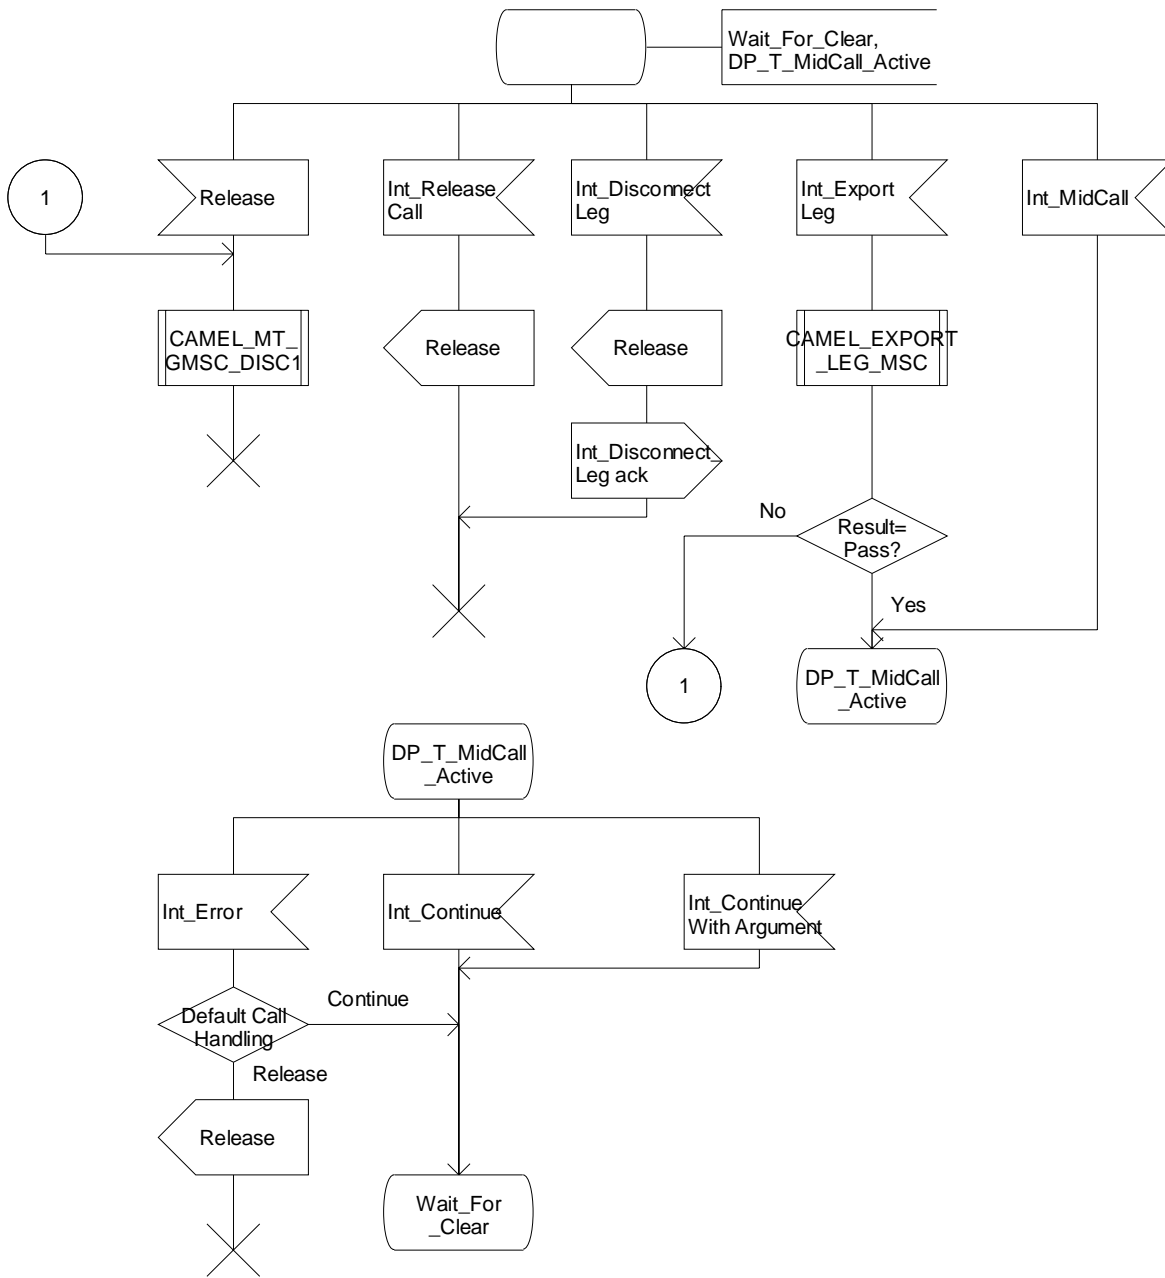 Wait_For_Clear,
DP_T_MidCall_Active
1
Release
Int_Release
Call
Int_Disconnect
Leg
Int_Export
Leg
Int_MidCall
CAMEL_MT_
GMSC_DISC1
Release
Release
CAMEL_EXPORT
_LEG_MSC
Int_Disconnect_
Leg ack
No
Result=
Pass?
Yes
1
DP_T_MidCall
_Active
DP_T_MidCall
_Active
Int_Error
Int_Continue
Int_Continue_
With Argument
Continue
Default Call
Handling
Release
Release
Wait_For
_Clear